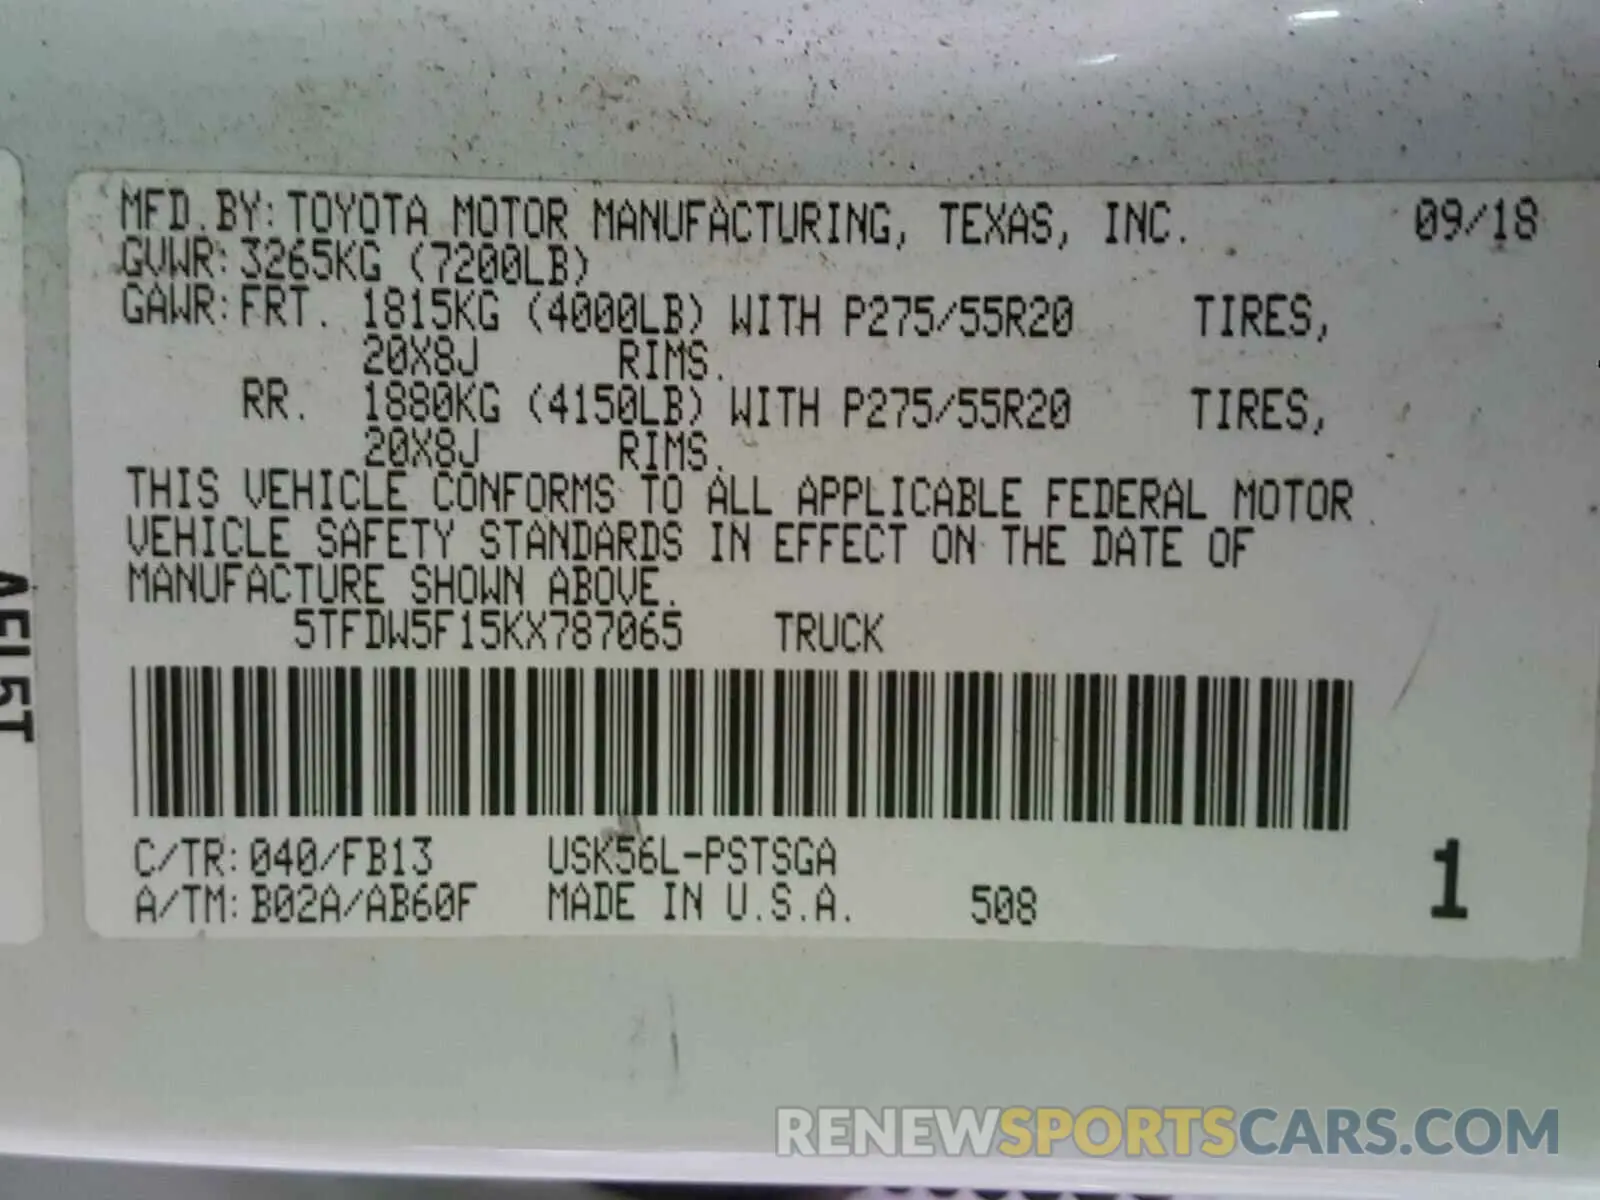 MFD.BY: TOYOTA MOTOR MANUFACTURING, TEXAS, INC. 09/18
GVWR: 3265KG (7200LB)
GAWR: FRT. 1815KG (4000LB) WITH P275/55R20 TIRES,
20X8J RIMS.
RR. 1880KG (4150LB) WITH P275/55R20 TIRES,
20X8J RIMS.
THIS VEHICLE CONFORMS TO ALL APPLICABLE FEDERAL MOTOR
VEHICLE SAFETY STANDARDS IN EFFECT ON THE DATE OF
MANUFACTURE SHOWN ABOVE.
5TFDW5F15KX787065 TRUCK
C/TR: 040/FB13 USK56L-PSTSGA
A/TM: B02A/AB60F MADE IN U.S.A. 508 1
RENEWSPORTSCARS.COM